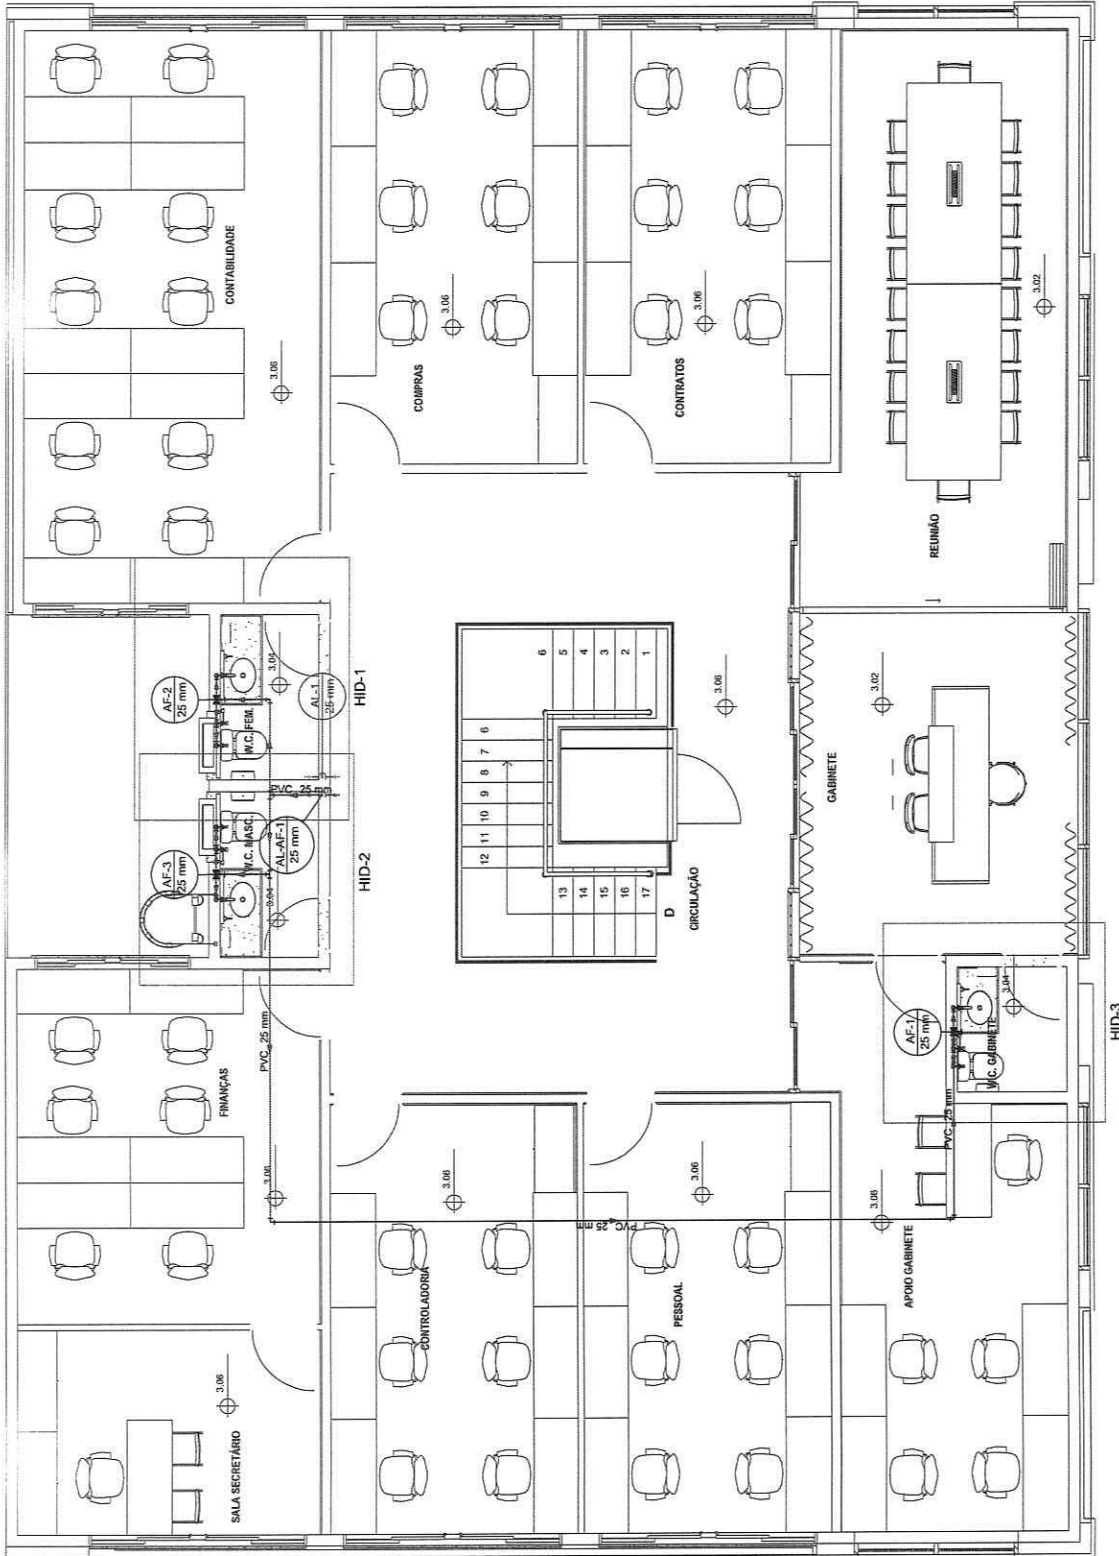 CONTABILIDADE
3.06
COMPRAS
3.06
CONTRATOS
3.06
REUNIÃO
3.02
AF-2
25 mm
W.C. FEM.
3.04
AL-1
25 mm
HID-1
AF-3
25 mm
W.C. MASC.
3.04
PVC 25 mm
AL-AF-1
25 mm
HID-2
1
2
3
4
5
6
6
7
8
9
10
11
12
13
14
15
16
17
D
CIRCULAÇÃO
3.06
GABINETE
3.02
AF-1
25 mm
W.C. GABINETE
3.04
HID-3
PVC 25 mm
FINANÇAS
3.06
PVC 25 mm
CONTROLADORIA
3.06
PVC 25 mm
PESSOAL
3.06
APOIO GABINETE
3.06
SALA SECRETÁRIO
3.06